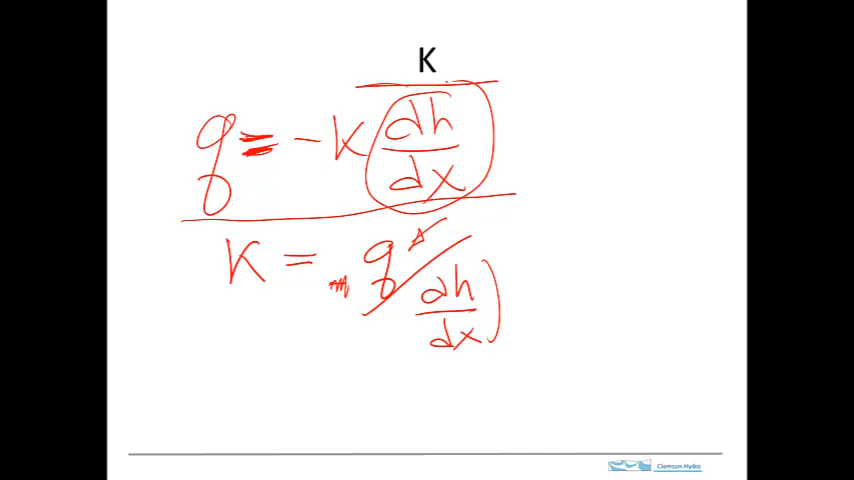 K
q = - K dh/dx
K = q / dh/dx)
Clemson Hydro